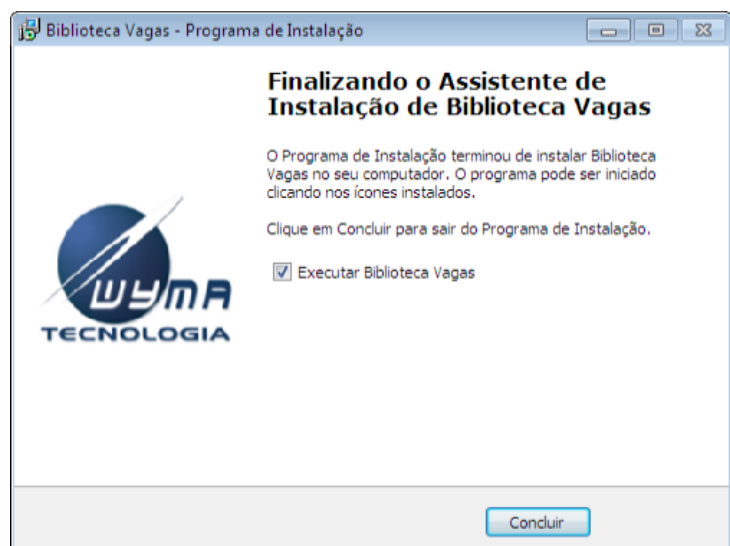 Biblioteca Vagas - Programa de Instalação
Finalizando o Assistente de
Instalação de Biblioteca Vagas
O Programa de Instalação terminou de instalar Biblioteca
Vagas no seu computador. O programa pode ser iniciado
clicando nos ícones instalados.
Clique em Concluir para sair do Programa de Instalação.
Executar Biblioteca Vagas
WYMA
TECNOLOGIA
Concluir